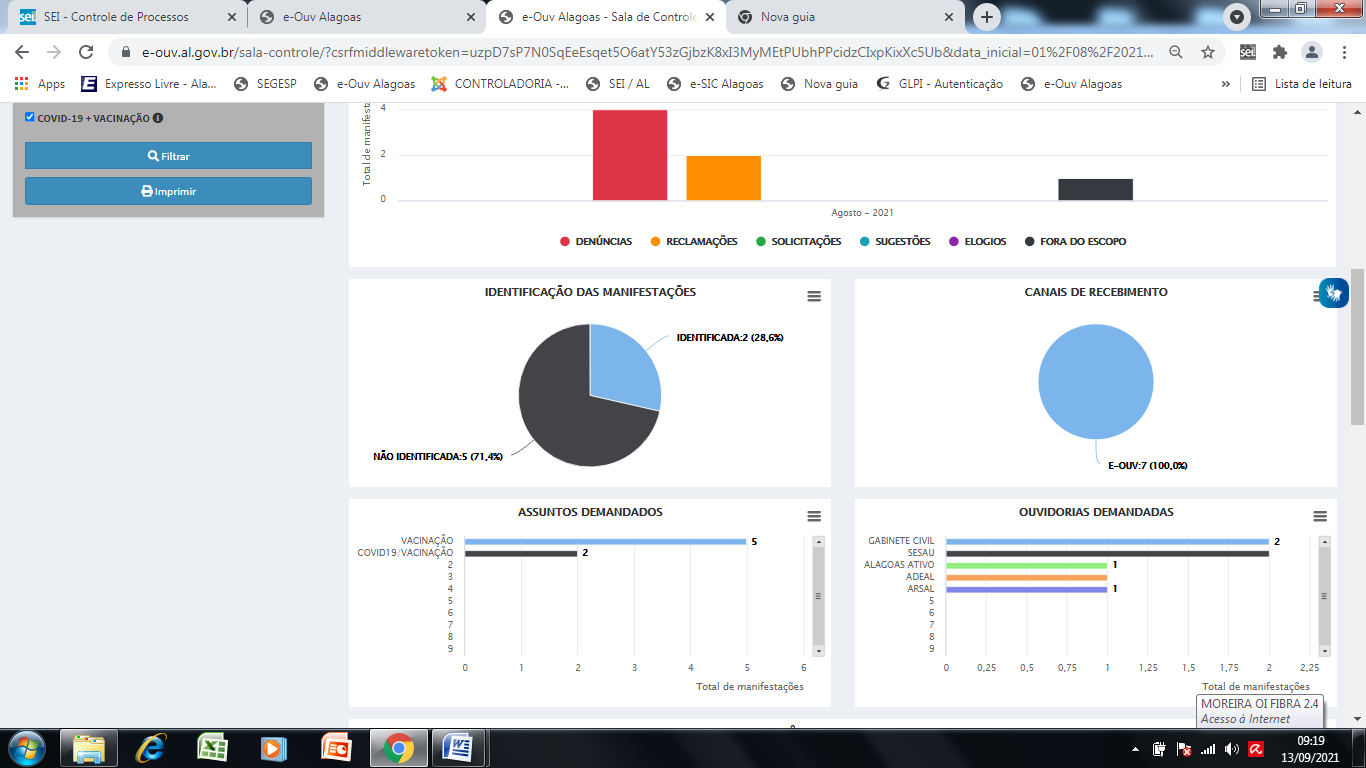 SEI - Controle de Processos
e-Ouv Alagoas
e-Ouv Alagoas - Sala de Control
Nova guia
e-ouv.al.gov.br/sala-controle/?csrfmiddlewaretoken=uzpD7sP7N0SqEeEsqet5O6atY53zGjbzK8xI3MyMEtPUbhPPcidzCIxpKixXc5Ub&data_inicial=01%2F08%2F2021...
Apps
Expresso Livre - Ala...
SEGESP
e-Ouv Alagoas
CONTROLADORIA -...
SEI / AL
e-SIC Alagoas
Nova guia
GLPI - Autenticação
e-Ouv Alagoas
»
Lista de leitura
COVID-19 + VACINAÇÃO
Filtrar
Imprimir
Total de manifesta
4
2
0
Agosto - 2021
DENÚNCIAS
RECLAMAÇÕES
SOLICITAÇÕES
SUGESTÕES
ELOGIOS
FORA DO ESCOPO
IDENTIFICAÇÃO DAS MANIFESTAÇÕES
IDENTIFICADA:2 (28,6%)
NÃO IDENTIFICADA:5 (71,4%)
CANAIS DE RECEBIMENTO
E-OUV:7 (100,0%)
ASSUNTOS DEMANDADOS
VACINAÇÃO 5
COVID19/VACINAÇÃO 2
2
3
4
5
6
7
8
9
0 1 2 3 4 5 6
Total de manifestações
OUVIDORIAS DEMANDADAS
GABINETE CIVIL 2
SESAU
ALAGOAS ATIVO 1
ADEAL
ARSAL 1
5
6
7
8
9
0 0,25 0,5 0,75 1 1,25 1,5 1,75 2 2,25
Total de manifestações
MOREIRA OI FIBRA 2.4
Acesso à Internet
09:19
13/09/2021